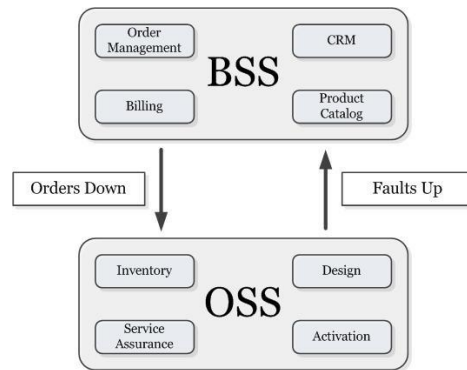 Order
Management
CRM
BSS
Billing
Product
Catalog
Orders Down
Faults Up
Inventory
Design
OSS
Service
Assurance
Activation